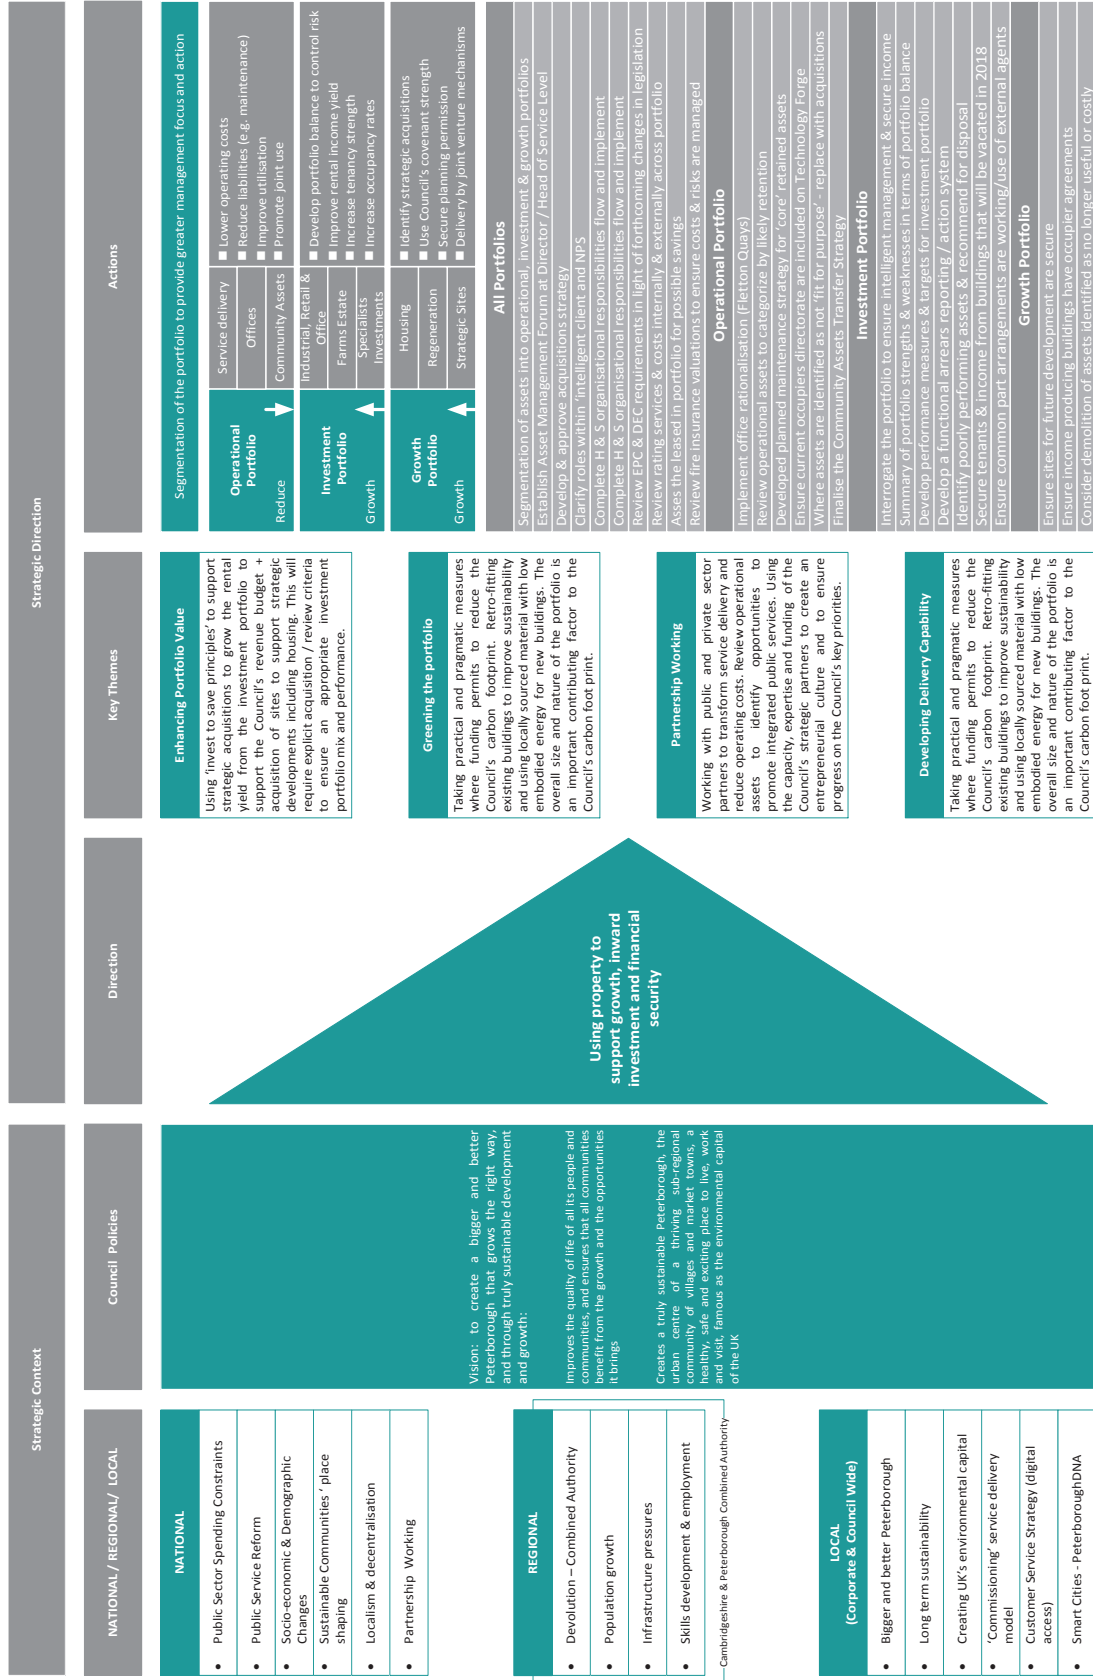 Strategic Context
Strategic Direction
NATIONAL / REGIONAL/ LOCAL
Council Policies
Direction
Key Themes
Actions
NATIONAL
• Public Sector Spending Constraints
• Public Service Reform
• Socio-economic & Demographic
Changes
• Sustainable Communities ‘ place
shaping
• Localism & decentralisation
• Partnership Working
REGIONAL
• Devolution – Combined Authority
• Population growth
• Infrastructure pressures
• Skills development & employment
Cambridgeshire & Peterborough Combined Authority
LOCAL
(Corporate & Council Wide)
• Bigger and better Peterborough
• Long term sustainability
• Creating UK’s environmental capital
• ‘Commissioning’ service delivery
model
• Customer Service Strategy (digital
access)
• Smart Cities - PeterboroughDNA
Vision: to create a bigger and better
Peterborough that grows the right way,
and through truly sustainable development
and growth:
Improves the quality of life of all its people and
communities, and ensures that all communities
benefit from the growth and the opportunities
it brings
Creates a truly sustainable Peterborough, the
urban centre of a thriving sub-regional
community of villages and market towns, a
healthy, safe and exciting place to live, work
and visit, famous as the environmental capital
of the UK
Using property to
support growth, inward
investment and financial
security
Enhancing Portfolio Value
Using ‘invest to save principles’ to support
strategic acquisitions to grow the rental
yield from the investment portfolio to
support the Council’s revenue budget +
acquisition of sites to support strategic
developments including housing. This will
require explicit acquisition / review criteria
to ensure an appropriate investment
portfolio mix and performance.
Greening the portfolio
Taking practical and pragmatic measures
where funding permits to reduce the
Council’s carbon footprint. Retro-fitting
existing buildings to improve sustainability
and using locally sourced material with low
embodied energy for new buildings. The
overall size and nature of the portfolio is
an important contributing factor to the
Council’s carbon foot print.
Partnership Working
Working with public and private sector
partners to transform service delivery and
reduce operating costs. Review operational
assets to identify opportunities to
promote integrated public services. Using
the capacity, expertise and funding of the
Council’s strategic partners to create an
entrepreneurial culture and to ensure
progress on the Council’s key priorities.
Developing Delivery Capability
Taking practical and pragmatic measures
where funding permits to reduce the
Council’s carbon footprint. Retro-fitting
existing buildings to improve sustainability
and using locally sourced material with low
embodied energy for new buildings. The
overall size and nature of the portfolio is
an important contributing factor to the
Council’s carbon foot print.
Segmentation of the portfolio to provide greater management focus and action
Operational
Portfolio
Reduce
Service delivery
Offices
Community Assets
■ Lower operating costs
■ Reduce liabilities (e.g. maintenance)
■ Improve utilisation
■ Promote joint use
Investment
Portfolio
Growth
Industrial, Retail &
Office
Farms Estate
Specialists
Investments
■ Develop portfolio balance to control risk
■ Improve rental income yield
■ Increase tenancy strength
■ Increase occupancy rates
Growth
Portfolio
Growth
Housing
Regeneration
Strategic Sites
■ Identify strategic acquisitions
■ Use Council’s covenant strength
■ Secure planning permission
■ Delivery by joint venture mechanisms
All Portfolios
Segmentation of assets into operational, investment & growth portfolios
Establish Asset Management Forum at Director / Head of Service Level
Develop & approve acquisitions strategy
Clarify roles within ‘intelligent client and NPS
Complete H & S organisational responsibilities flow and implement
Complete H & S organisational responsibilities flow and implement
Review EPC & DEC requirements in light of forthcoming changes in legislation
Review rating services & costs internally & externally across portfolio
Asses the leased in portfolio for possible savings
Review fire insurance valuations to ensure costs & risks are managed
Operational Portfolio
Implement office rationalisation (Fletton Quays)
Review operational assets to categorize by likely retention
Developed planned maintenance strategy for ‘core’ retained assets
Ensure current occupiers directorate are included on Technology Forge
Where assets are identified as not ‘fit for purpose’ - replace with acquisitions
Finalise the Community Assets Transfer Strategy
Investment Portfolio
Interrogate the portfolio to ensure intelligent management & secure income
Summary of portfolio strengths & weaknesses in terms of portfolio balance
Develop performance measures & targets for investment portfolio
Develop a functional arrears reporting / action system
Identify poorly performing assets & recommend for disposal
Secure tenants & income from buildings that will be vacated in 2018
Ensure common part arrangements are working/use of external agents
Growth Portfolio
Ensure sites for future development are secure
Ensure income producing buildings have occupier agreements
Consider demolition of assets identified as no longer useful or costly